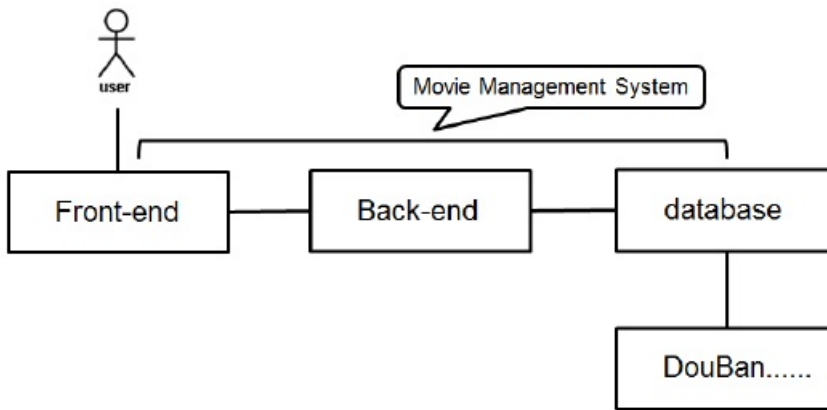 user
Movie Management System
Front-end
Back-end
database
DouBan......